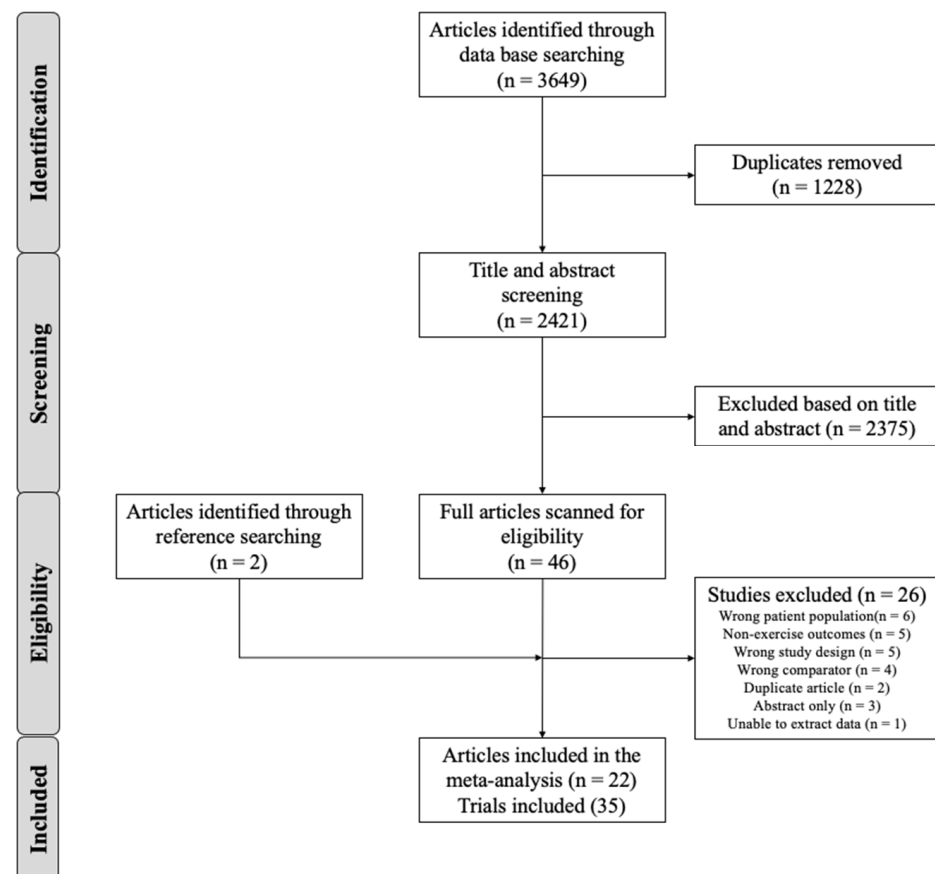 Identification
Articles identified through
data base searching
(n = 3649)
Duplicates removed
(n = 1228)
Screening
Title and abstract
screening
(n = 2421)
Excluded based on title
and abstract (n = 2375)
Eligibility
Articles identified through
reference searching
(n = 2)
Full articles scanned for
eligibility
(n = 46)
Studies excluded (n = 26)
Wrong patient population(n = 6)
Non-exercise outcomes (n = 5)
Wrong study design (n = 5)
Wrong comparator (n = 4)
Duplicate article (n = 2)
Abstract only (n = 3)
Unable to extract data (n = 1)
Included
Articles included in the
meta-analysis (n = 22)
Trials included (35)